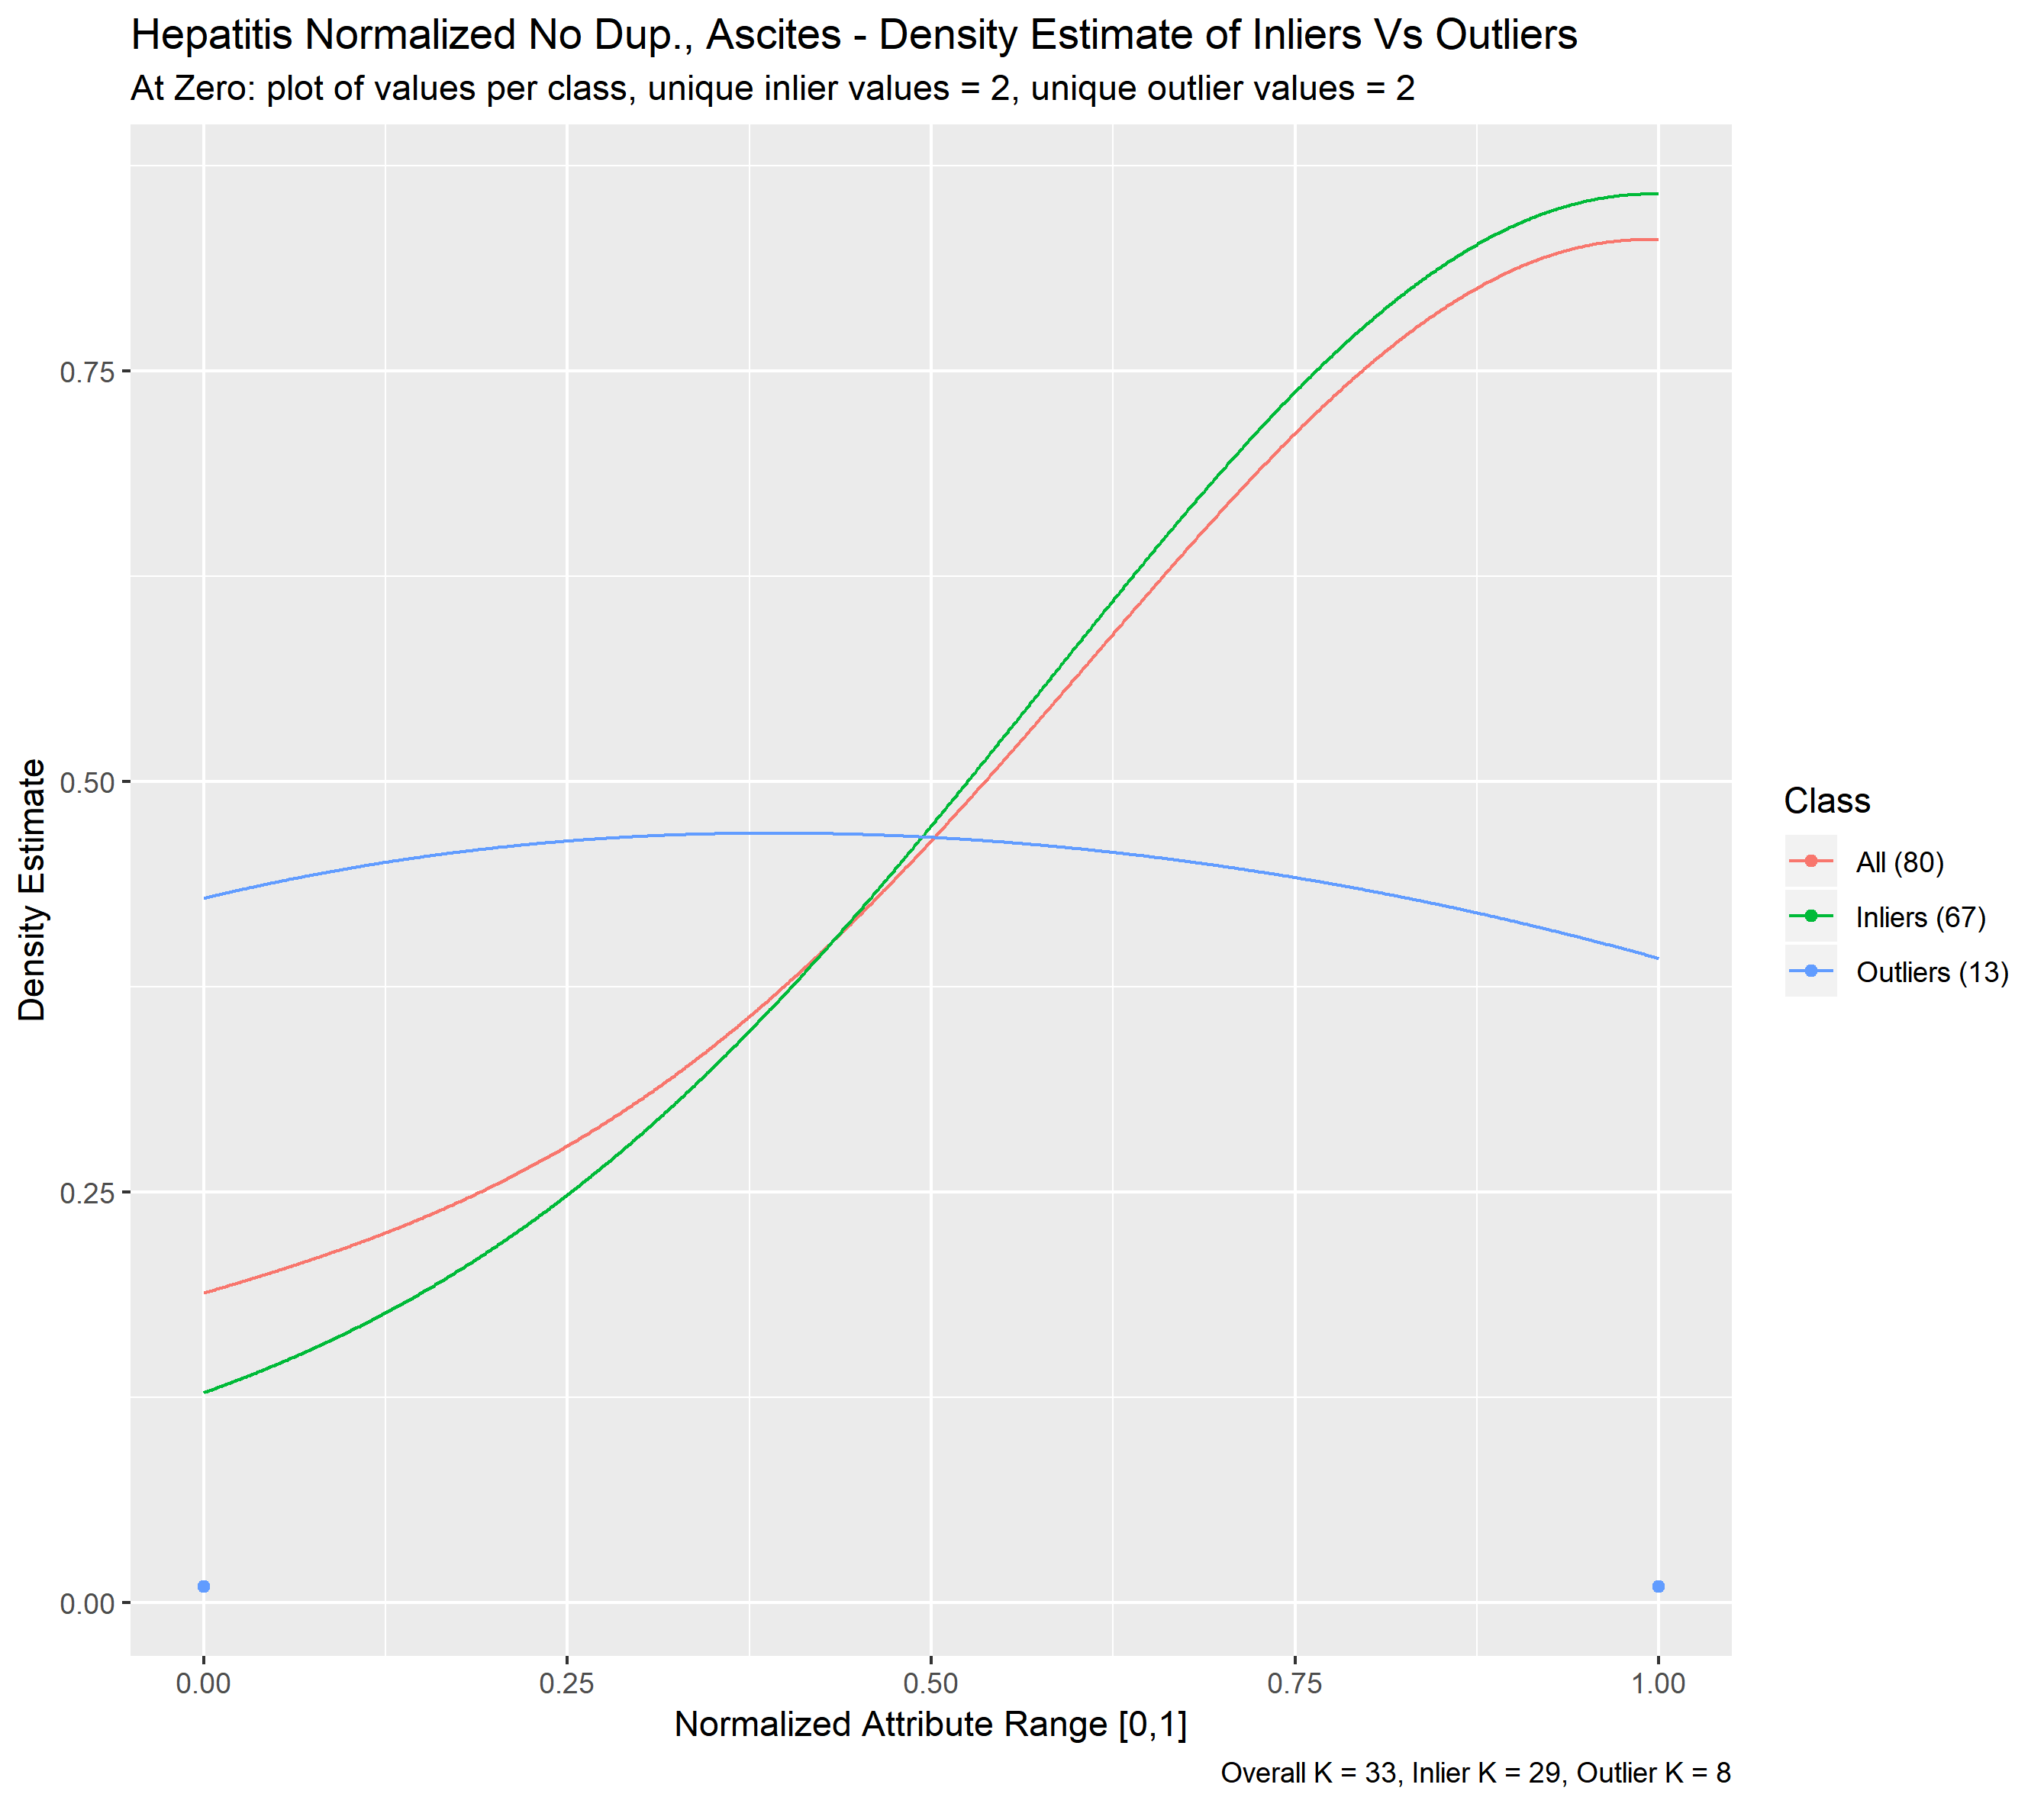 Hepatitis Normalized No Dup., Ascites - Density Estimate of Inliers Vs Outliers
At Zero: plot of values per class, unique inlier values = 2, unique outlier values = 2
Density Estimate
0.75
0.50
0.25
0.00
0.00 0.25 0.50 0.75 1.00
Normalized Attribute Range [0,1]
Class
All (80)
Inliers (67)
Outliers (13)
Overall K = 33, Inlier K = 29, Outlier K = 8